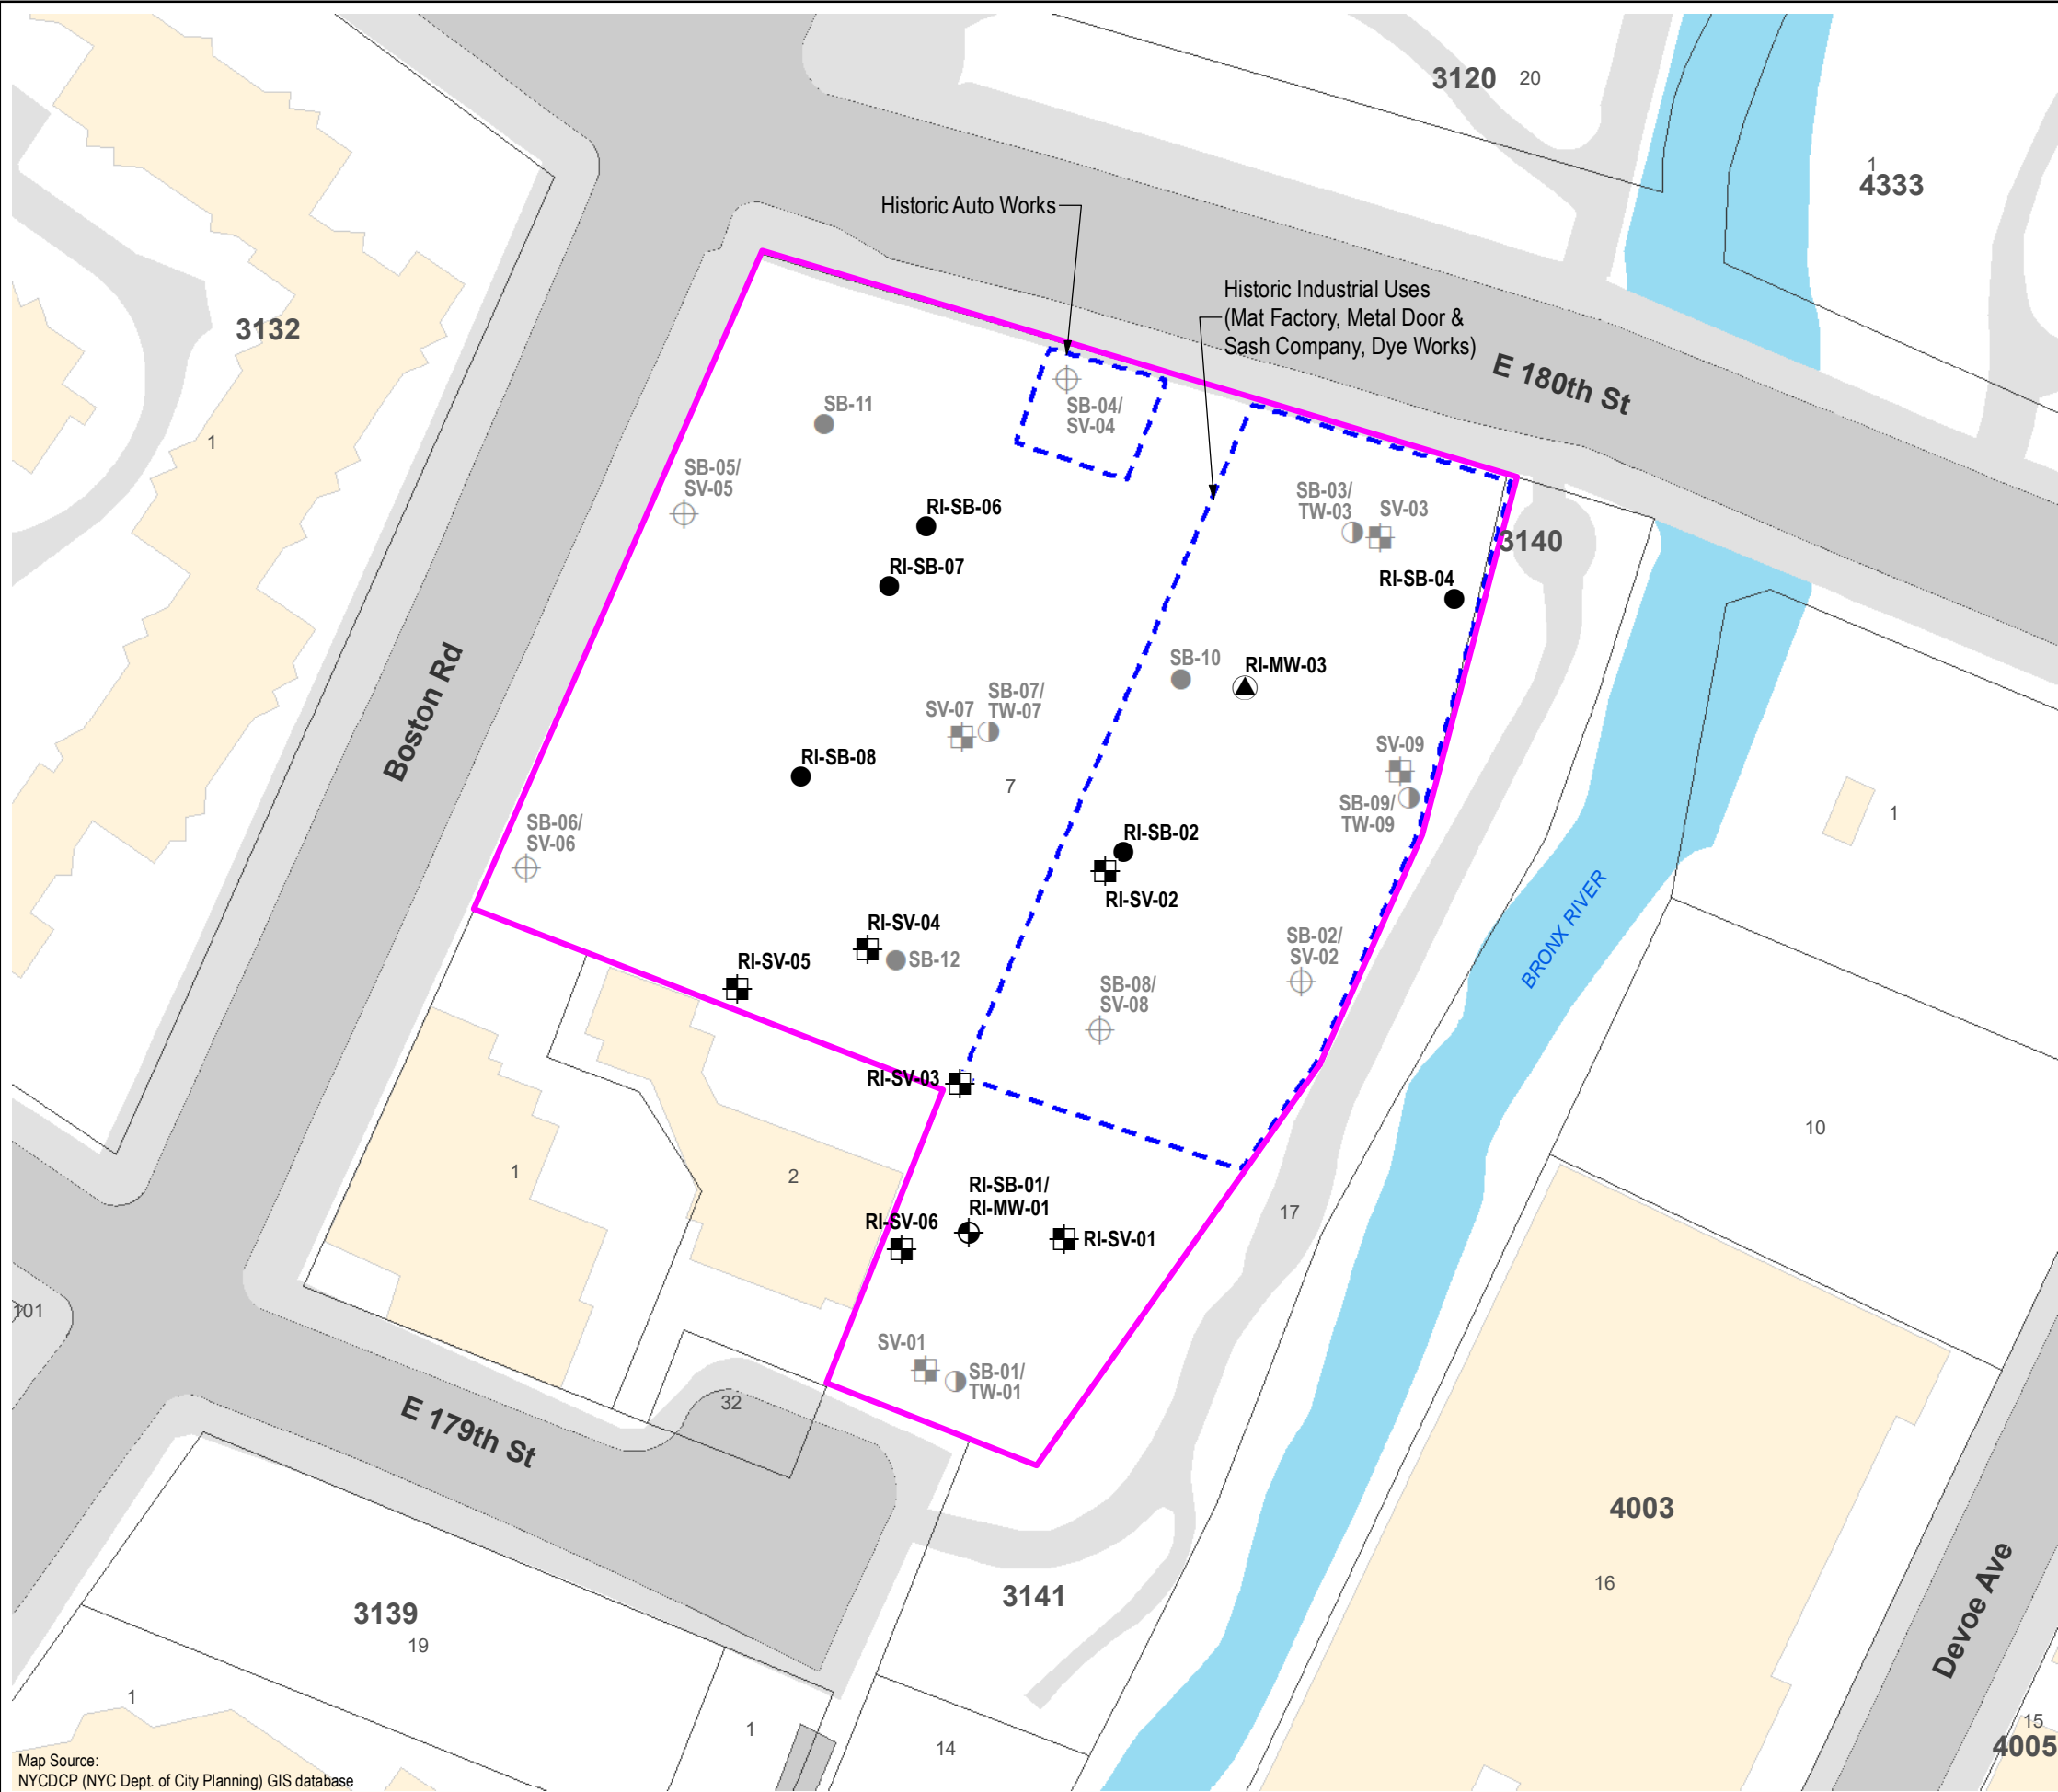 3120 20
1
4333
Historic Auto Works
Historic Industrial Uses
(Mat Factory, Metal Door &
Sash Company, Dye Works)
3132
1
E 180th St
SB-11
SB-04/
SV-04
SB-05/
SV-05
RI-SB-06
RI-SB-07
SB-03/
TW-03
SV-03
3140
RI-SB-04
SB-10
RI-MW-03
Boston Rd
SV-07
SB-07/
TW-07
RI-SB-08
7
SV-09
SB-09/
TW-09
1
SB-06/
SV-06
RI-SB-02
RI-SV-02
BRONX RIVER
RI-SV-04
SB-12
RI-SV-05
SB-02/
SV-02
SB-08/
SV-08
RI-SV-03
10
1
2
RI-SB-01/
RI-MW-01
RI-SV-06
RI-SV-01
17
101
SV-01
SB-01/
TW-01
32
E 179th St
4003
16
3141
3139
19
Devoe Ave
1
1
14
15
4005
Map Source:
NYCDCP (NYC Dept. of City Planning) GIS database